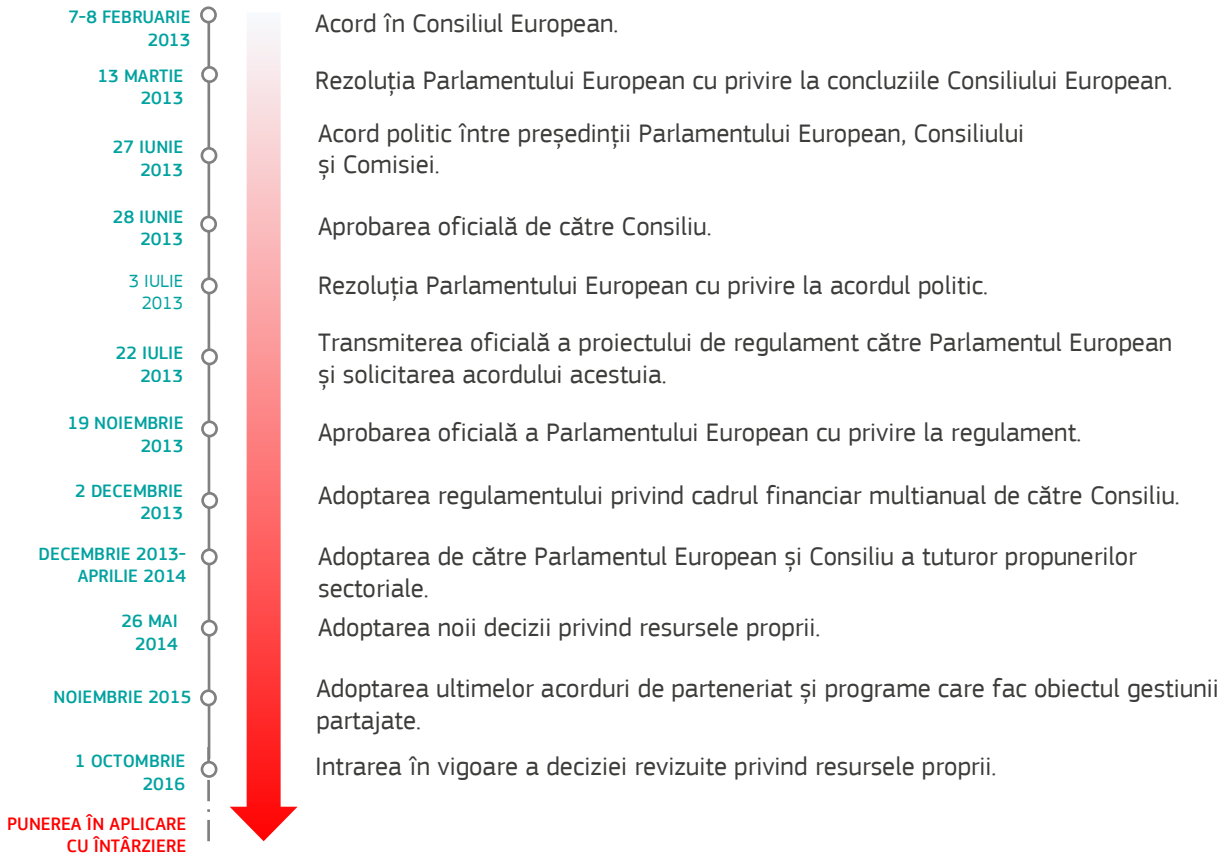 7-8 FEBRUARIE
2013
Acord în Consiliul European.
13 MARTIE
2013
Rezoluția Parlamentului European cu privire la concluziile Consiliului European.
27 IUNIE
2013
Acord politic între președinții Parlamentului European, Consiliului
și Comisiei.
28 IUNIE
2013
Aprobarea oficială de către Consiliu.
3 IULIE
2013
Rezoluția Parlamentului European cu privire la acordul politic.
22 IULIE
2013
Transmiterea oficială a proiectului de regulament către Parlamentul European
și solicitarea acordului acestuia.
19 NOIEMBRIE
2013
Aprobarea oficială a Parlamentului European cu privire la regulament.
2 DECEMBRIE
2013
Adoptarea regulamentului privind cadrul financiar multianual de către Consiliu.
DECEMBRIE 2013-
APRILIE 2014
Adoptarea de către Parlamentul European și Consiliu a tuturor propunerilor
sectoriale.
26 MAI
2014
Adoptarea noii decizii privind resursele proprii.
NOIEMBRIE 2015
Adoptarea ultimelor acorduri de parteneriat și programe care fac obiectul gestiunii
partajate.
1 OCTOMBRIE
2016
Intrarea în vigoare a deciziei revizuite privind resursele proprii.
PUNEREA ÎN APLICARE
CU ÎNTÂRZIERE